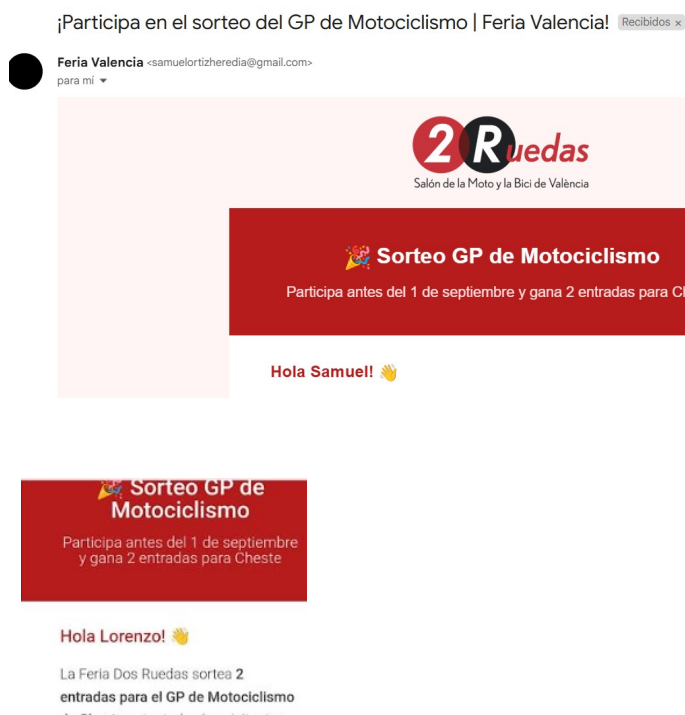 ¡Participa en el sorteo del GP de Motociclismo | Feria Valencia! Recibidos x
Feria Valencia <samuelortizheredia@gmail.com>
para mí
2Ruedas
Salón de la Moto y la Bici de València
🎉 Sorteo GP de Motociclismo
Participa antes del 1 de septiembre y gana 2 entradas para
Hola Samuel! 👋
🎉 Sorteo GP de
Motociclismo
Participa antes del 1 de septiembre
y gana 2 entradas para Cheste
Hola Lorenzo! 👋
La Feria Dos Ruedas sortea 2
entradas para el GP de Motociclismo